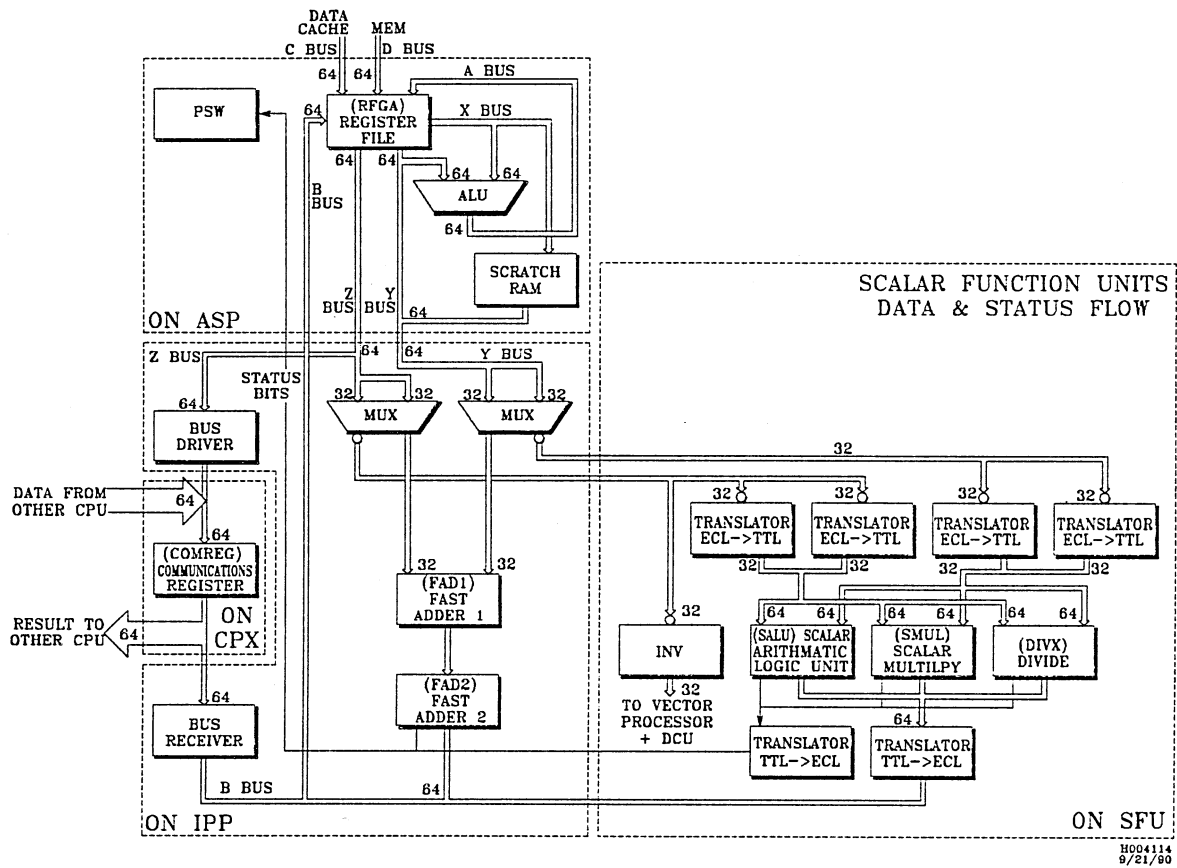 DATA
CACHE
MEM
C BUS
D BUS
64
64
A BUS
PSW
64
(RFGA)
REGISTER
FILE
X BUS
64
64
64
64
B
BUS
ALU
64
SCRATCH
RAM
Z
BUS
Y
BUS
64
ON ASP
SCALAR FUNCTION UNITS
DATA & STATUS FLOW
Z BUS
64
64
Y BUS
STATUS
BITS
32
32
32
32
64
MUX
MUX
BUS
DRIVER
32
DATA FROM
OTHER CPU
64
32
32
32
32
TRANSLATOR
ECL->TTL
TRANSLATOR
ECL->TTL
TRANSLATOR
ECL->TTL
TRANSLATOR
ECL->TTL
64
(COMREG)
COMMUNICATIONS
REGISTER
32
32
32
32
32
32
(FAD1)
FAST
ADDER 1
ON
CPX
RESULT TO
OTHER CPU
64
32
64
64
64
64
64
64
INV
(SALU) SCALAR
ARITHMATIC
LOGIC UNIT
(SMUL)
SCALAR
MULTILPY
(DIVX)
DIVIDE
32
TO VECTOR
PROCESSOR
+ DCU
64
(FAD2)
FAST
ADDER 2
64
BUS
RECEIVER
TRANSLATOR
TTL->ECL
TRANSLATOR
TTL->ECL
B BUS
64
ON IPP
ON SFU
H004114
9/21/90